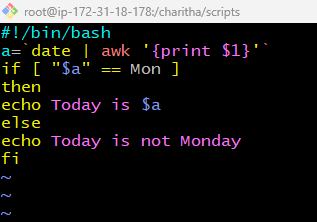 root@ip-172-31-18-178:/charitha/scripts
#!/bin/bash
a=`date | awk '{print $1}'`
if [ "$a" == Mon ]
then
echo Today is $a
else
echo Today is not Monday
fi
~
~
~